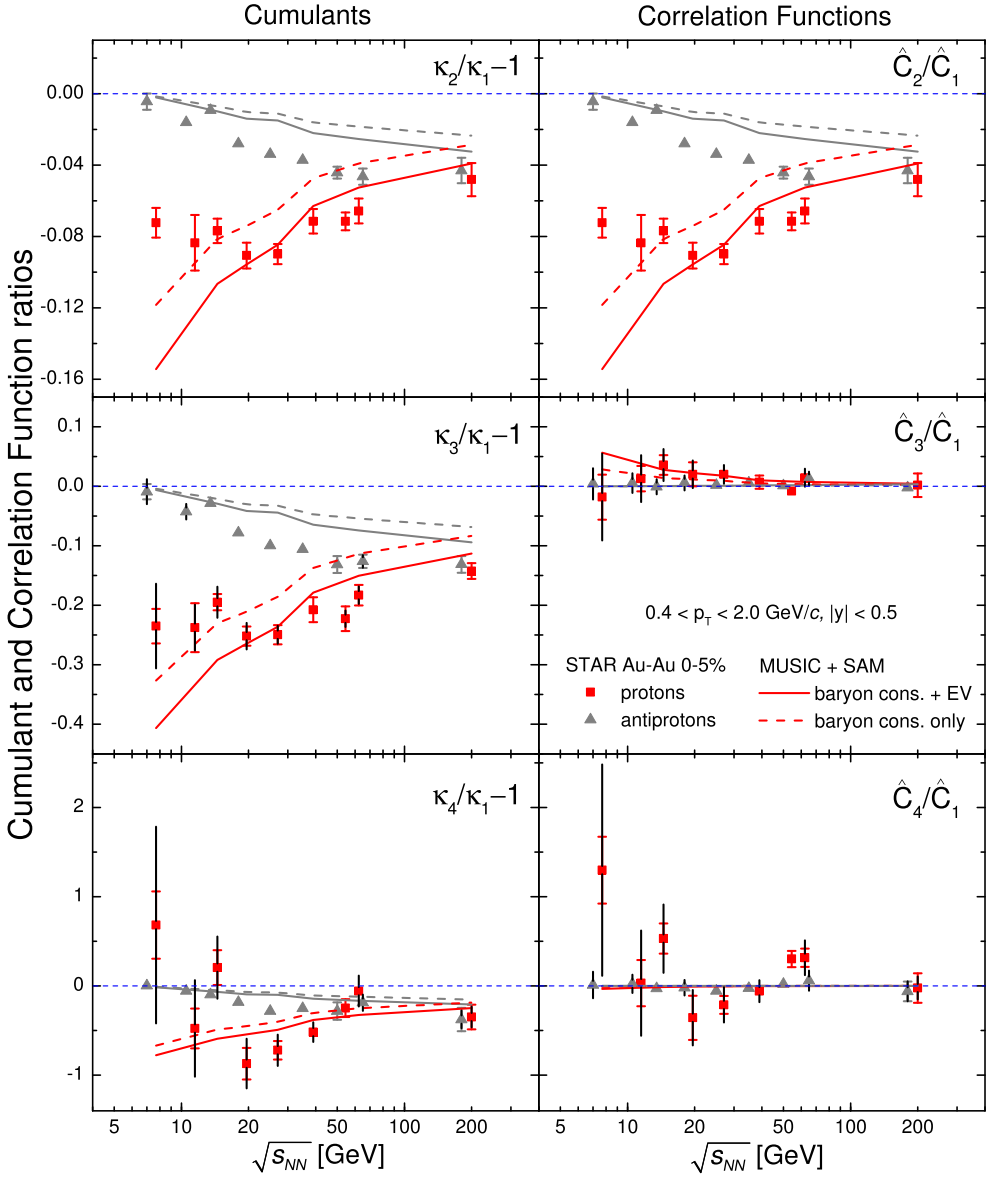 Cumulants
Correlation Functions
Cumulant and Correlation Function ratios
κ₂/κ₁−1
Ĉ₂/Ĉ₁
0.00
-0.04
-0.08
-0.12
-0.16
κ₃/κ₁−1
Ĉ₃/Ĉ₁
0.1
0.0
-0.1
-0.2
-0.3
-0.4
0.4 < p_T < 2.0 GeV/c, |y| < 0.5
STAR Au-Au 0-5%
protons
antiprotons
MUSIC + SAM
baryon cons. + EV
baryon cons. only
κ₄/κ₁−1
Ĉ₄/Ĉ₁
2
1
0
-1
5 10 20 50 100 200
5 10 20 50 100 200
√s_NN [GeV]
√s_NN [GeV]